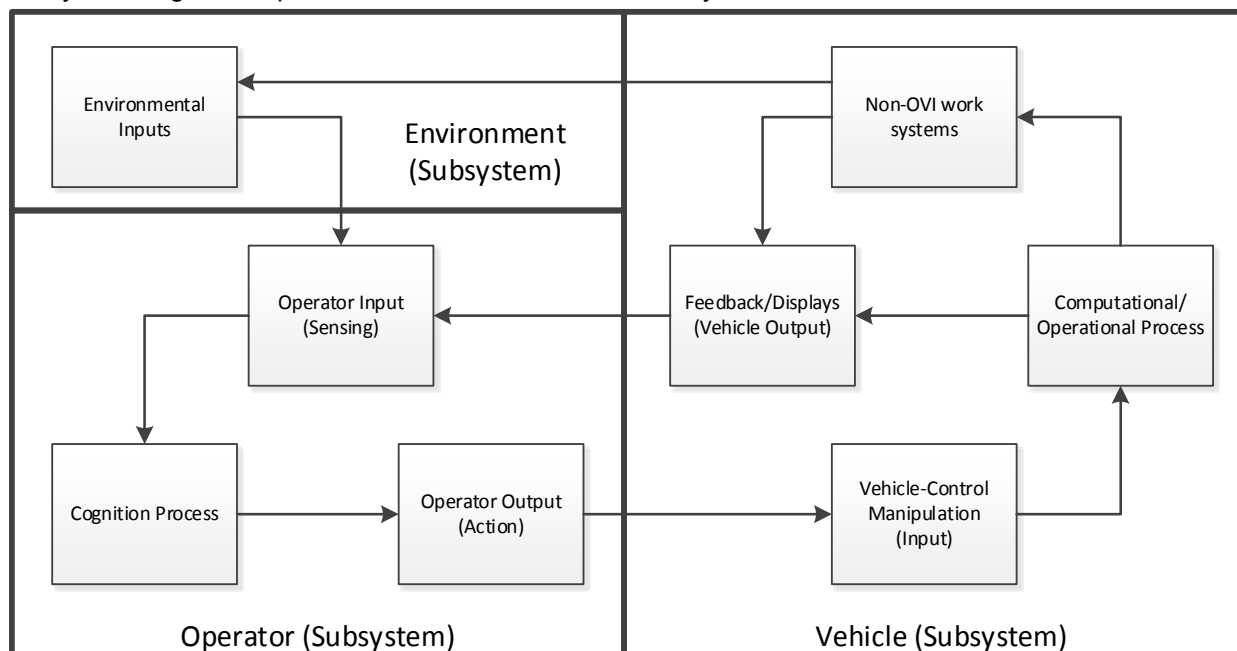 Environmental
Inputs
Non-OVI work
systems
Environment
(Subsystem)
Operator Input
(Sensing)
Feedback/Displays
(Vehicle Output)
Computational/
Operational Process
Cognition Process
Operator Output
(Action)
Vehicle-Control
Manipulation
(Input)
Operator (Subsystem)
Vehicle (Subsystem)